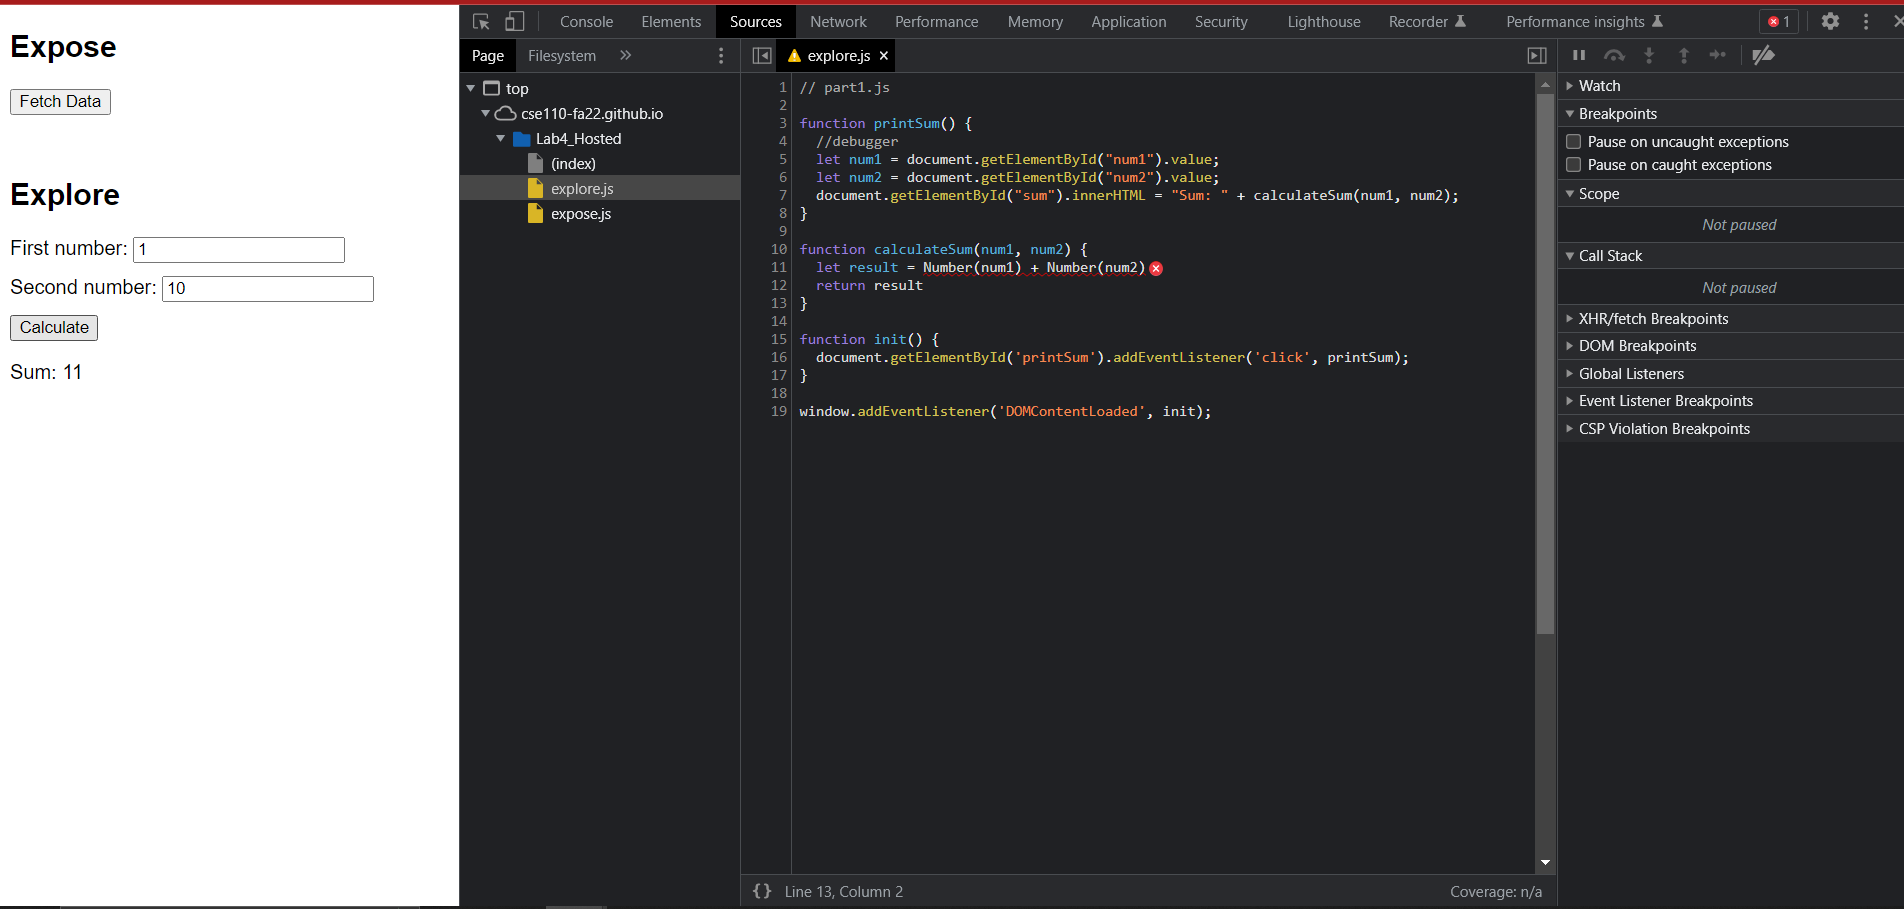 Expose
Fetch Data
Explore
First number: 1
Second number: 10
Calculate
Sum: 11
Console Elements Sources Network Performance Memory Application Security Lighthouse Recorder Performance insights 1
Page Filesystem »
top
cse110-fa22.github.io
Lab4_Hosted
(index)
explore.js
expose.js
explore.js ×
1 // part1.js
2
3 function printSum() {
4 //debugger
5 let num1 = document.getElementById("num1").value;
6 let num2 = document.getElementById("num2").value;
7 document.getElementById("sum").innerHTML = "Sum: " + calculateSum(num1, num2);
8 }
9
10 function calculateSum(num1, num2) {
11 let result = Number(num1) + Number(num2)
12 return result
13 }
14
15 function init() {
16 document.getElementById('printSum').addEventListener('click', printSum);
17 }
18
19 window.addEventListener('DOMContentLoaded', init);
{} Line 13, Column 2 Coverage: n/a
Watch
Breakpoints
Pause on uncaught exceptions
Pause on caught exceptions
Scope
Not paused
Call Stack
Not paused
XHR/fetch Breakpoints
DOM Breakpoints
Global Listeners
Event Listener Breakpoints
CSP Violation Breakpoints